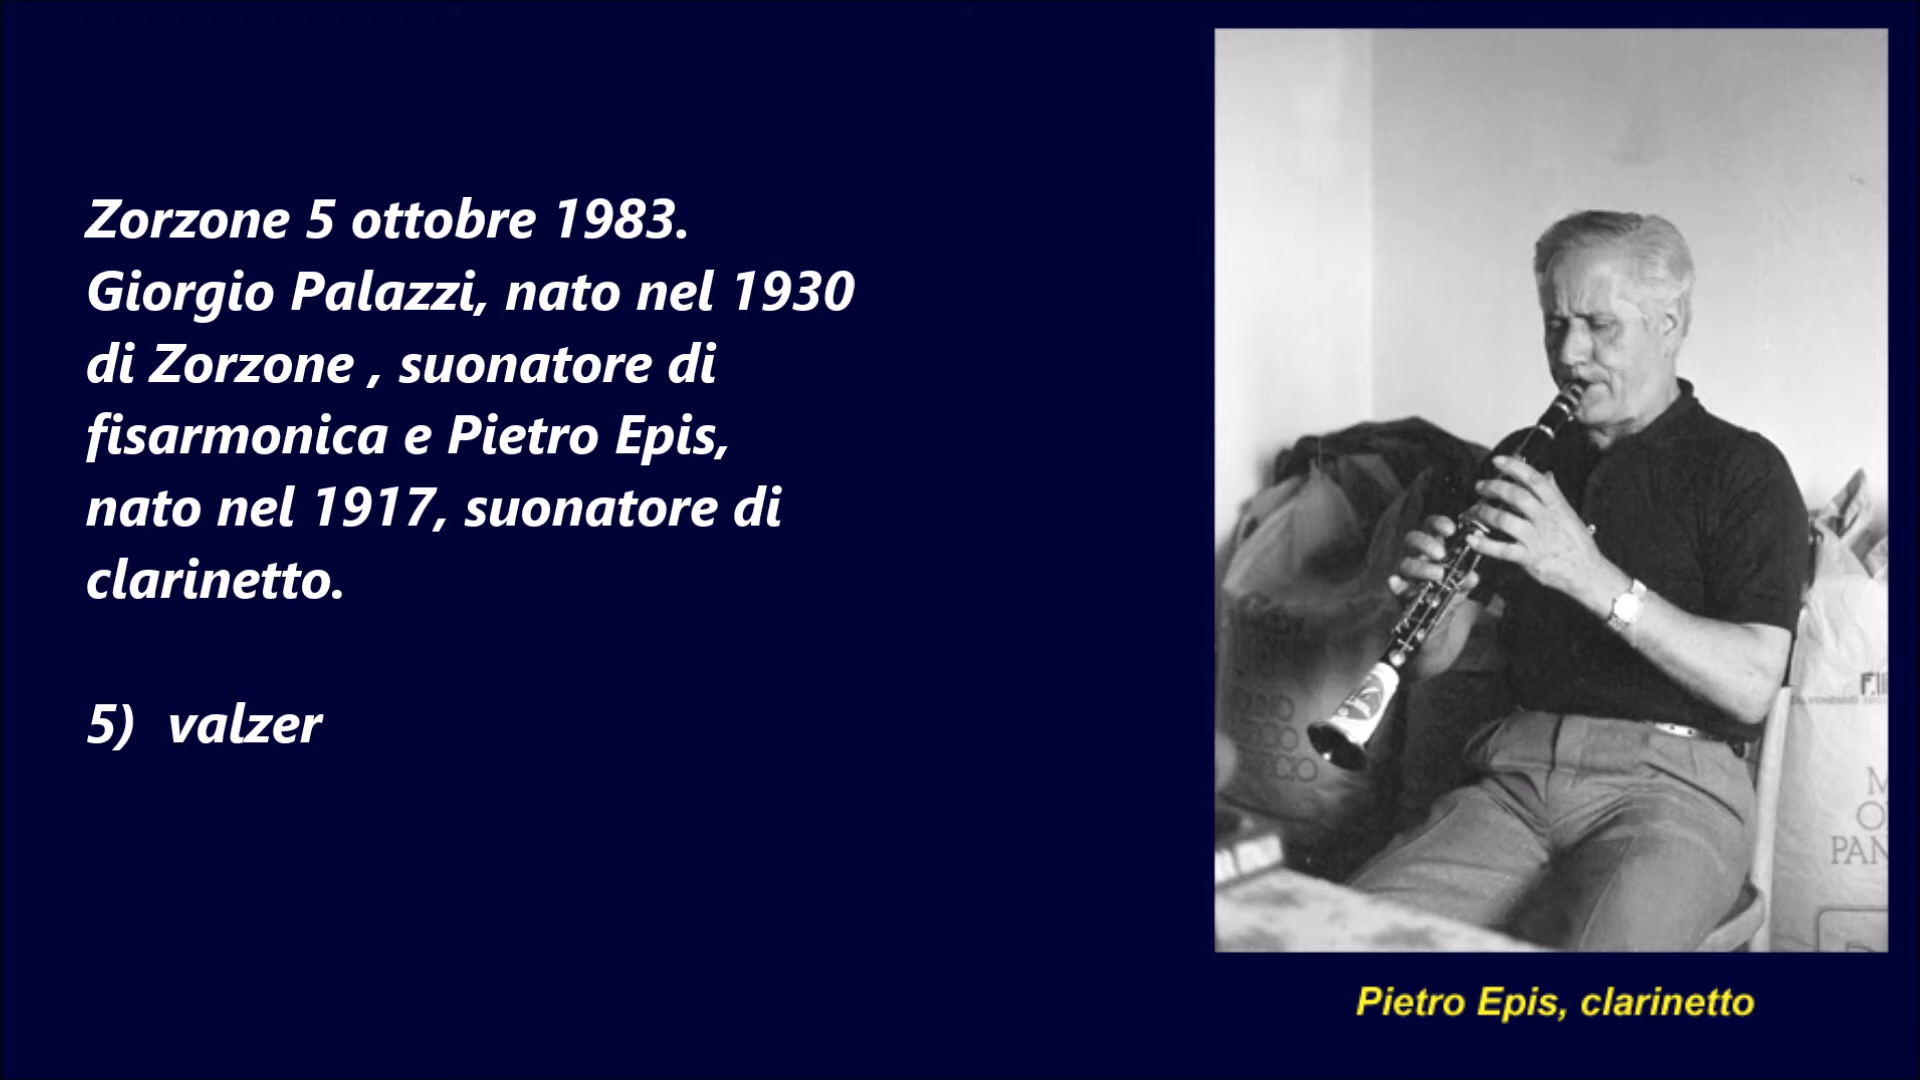 Zorzone 5 ottobre 1983.
Giorgio Palazzi, nato nel 1930
di Zorzone , suonatore di
fisarmonica e Pietro Epis,
nato nel 1917, suonatore di
clarinetto.
5) valzer
Pietro Epis, clarinetto